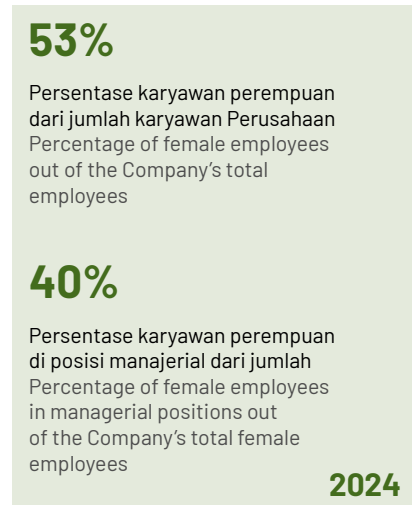 53%
Persentase karyawan perempuan
dari jumlah karyawan Perusahaan
Percentage of female employees
out of the Company's total
employees
40%
Persentase karyawan perempuan
di posisi manajerial dari jumlah
Percentage of female employees
in managerial positions out
of the Company's total female
employees
2024